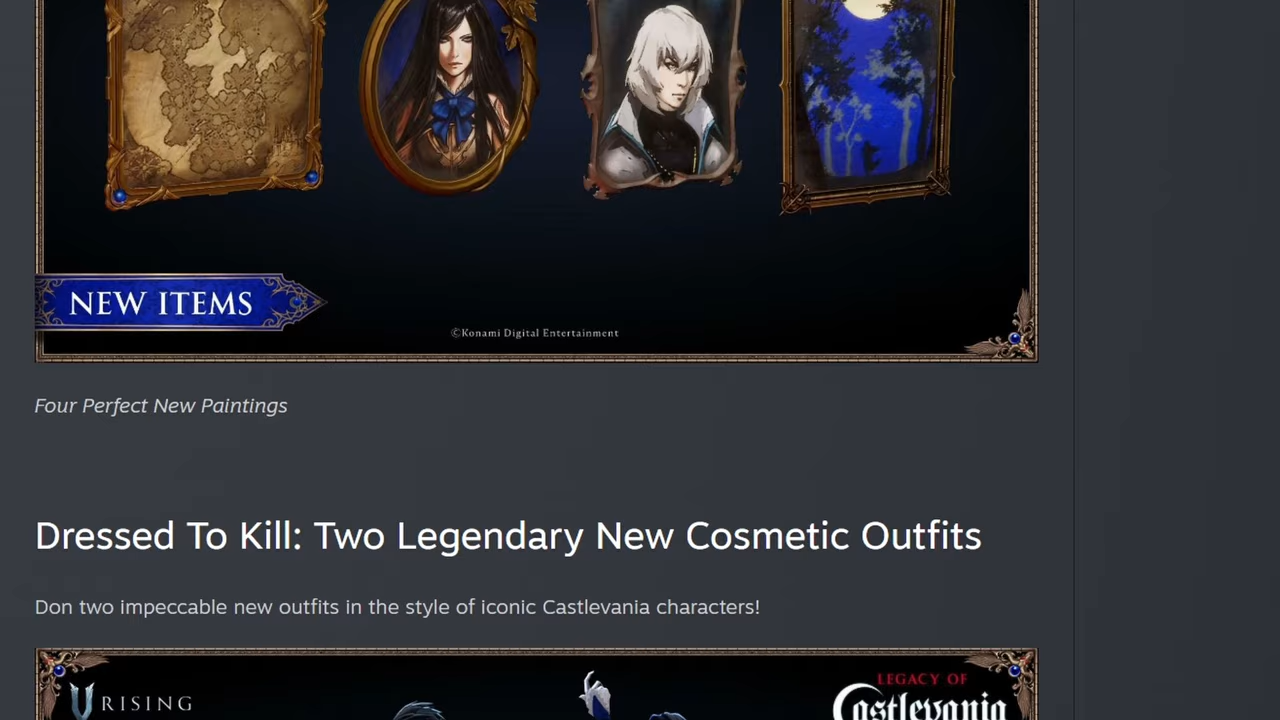 NEW ITEMS
©Konami Digital Entertainment
Four Perfect New Paintings
Dressed To Kill: Two Legendary New Cosmetic Outfits
Don two impeccable new outfits in the style of iconic Castlevania characters!
V RISING
LEGACY OF
Castlevania